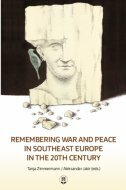 REMEMBERING WAR AND PEACE
IN SOUTHEAST EUROPE
IN THE 20TH CENTURY
Tanja Zimmermann / Aleksandar Jakir (eds.)